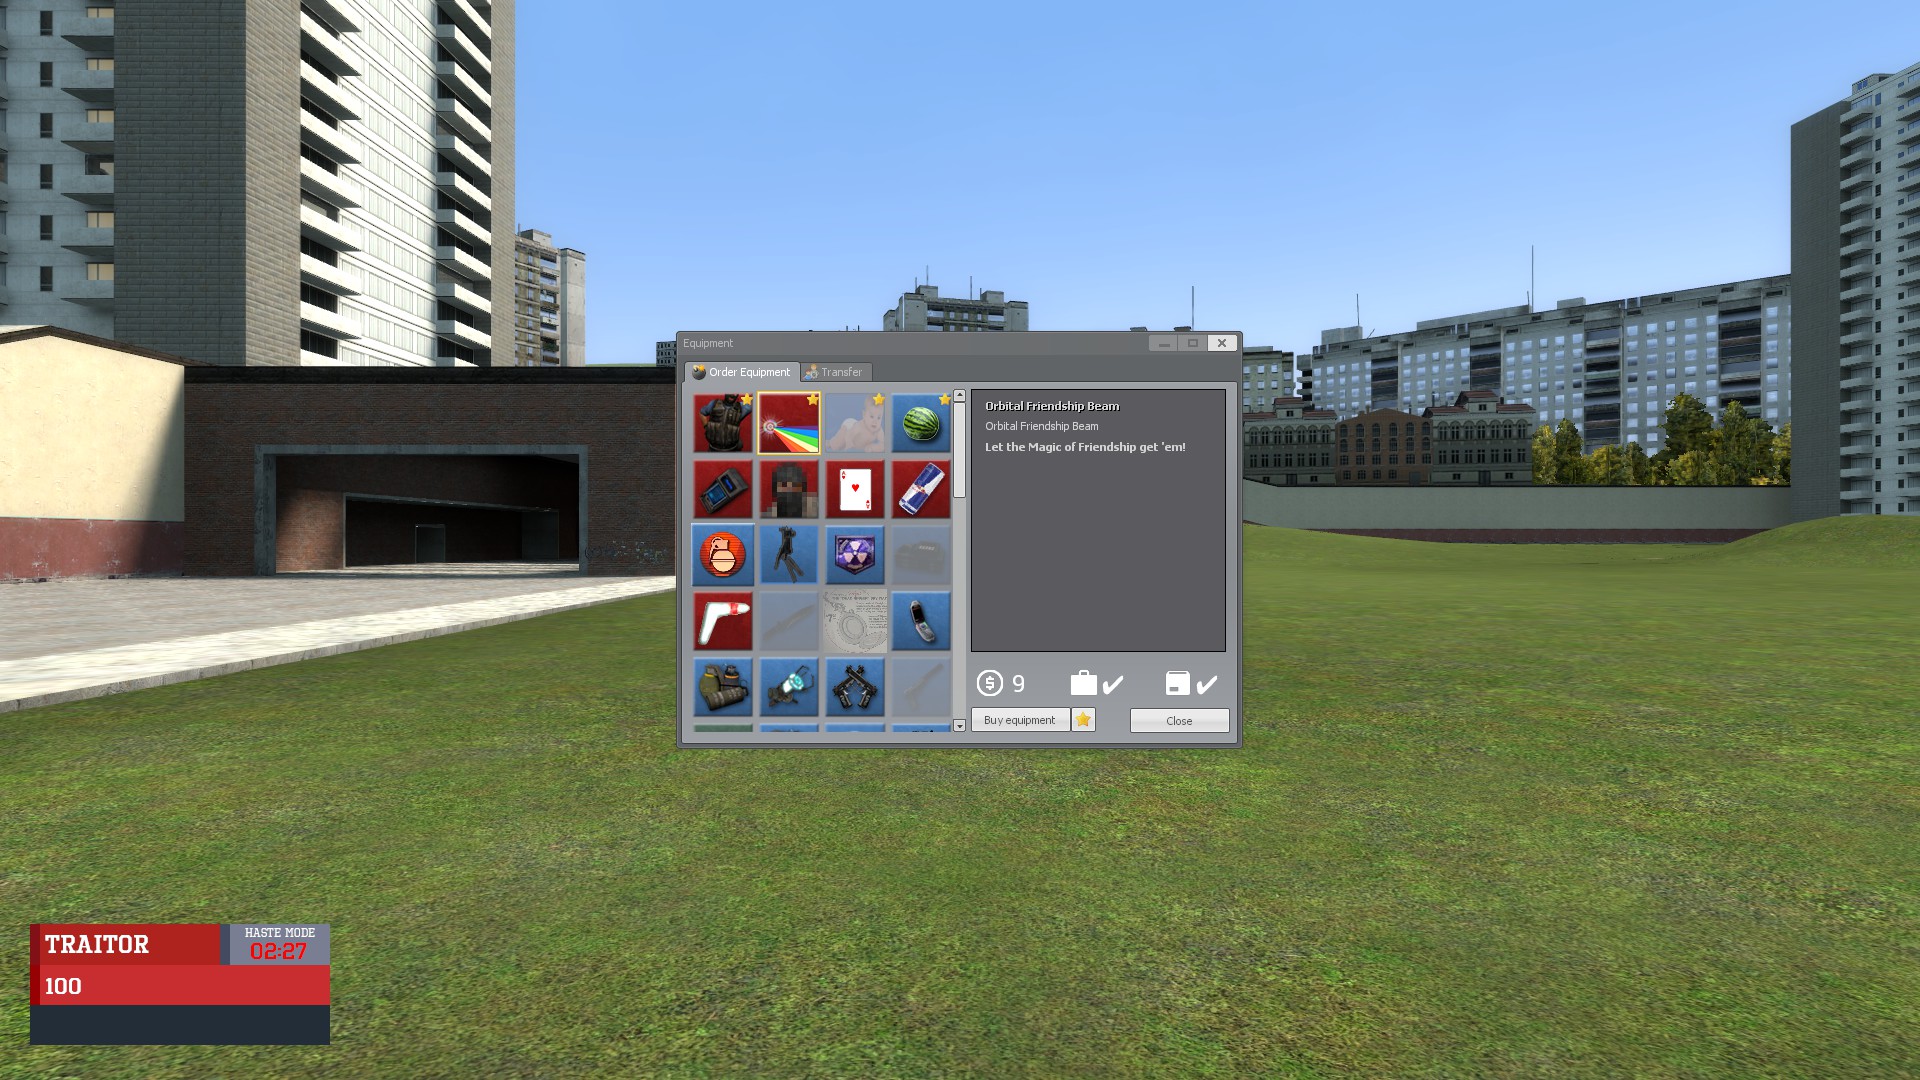 Equipment
Order Equipment
Transfer
Orbital Friendship Beam
Orbital Friendship Beam
Let the Magic of Friendship get 'em!
$ 9
Buy equipment
Close
TRAITOR
HASTE MODE
02:27
100